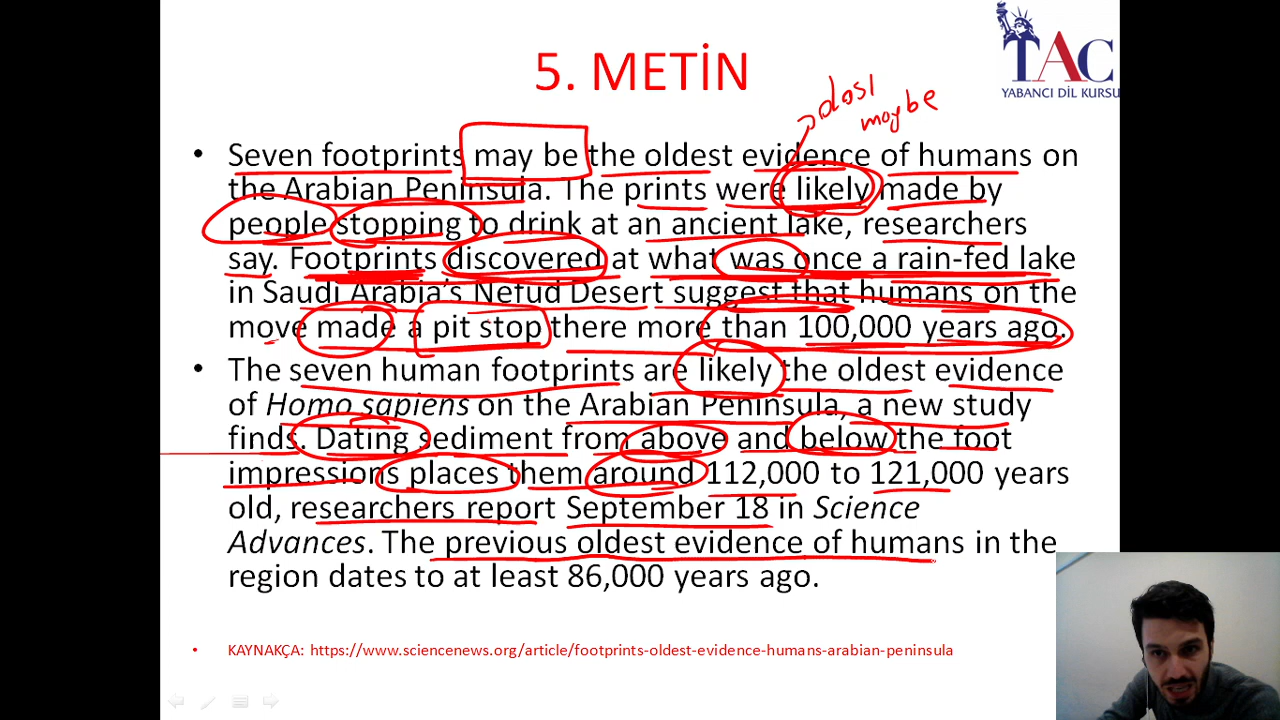 5. METİN
TAC
YABANCI DİL KURSU
maybe
• Seven footprints may be the oldest evidence of humans on
the Arabian Peninsula. The prints were likely made by
people stopping to drink at an ancient lake, researchers
say. Footprints discovered at what was once a rain-fed lake
in Saudi Arabia's Nefud Desert suggest that humans on the
move made a pit stop there more than 100,000 years ago.
• The seven human footprints are likely the oldest evidence
of Homo sapiens on the Arabian Peninsula, a new study
finds. Dating sediment from above and below the foot
impressions places them around 112,000 to 121,000 years
old, researchers report September 18 in Science
Advances. The previous oldest evidence of humans in the
region dates to at least 86,000 years ago.
• KAYNAKÇA: https://www.sciencenews.org/article/footprints-oldest-evidence-humans-arabian-peninsula